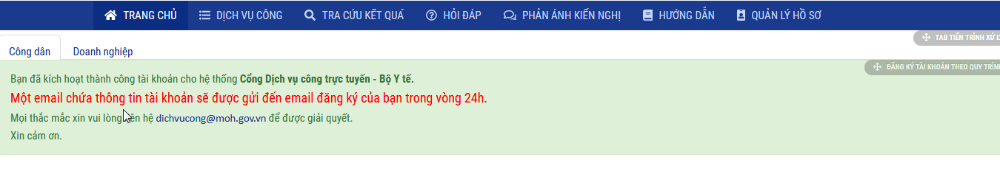 TRANG CHỦ DỊCH VỤ CÔNG TRA CỨU KẾT QUẢ HỎI ĐÁP PHẢN ÁNH KIẾN NGHỊ HƯỚNG DẪN QUẢN LÝ HỒ SƠ
TAB TIẾN TRÌNH XỬ L
Công dân Doanh nghiệp
ĐĂNG KÝ TÀI KHOẢN THEO QUY TRÌN
Bạn đã kích hoạt thành công tài khoản cho hệ thống Cổng Dịch vụ công trực tuyến - Bộ Y tế.
Một email chứa thông tin tài khoản sẽ được gửi đến email đăng ký của bạn trong vòng 24h.
Mọi thắc mắc xin vui lòng liên hệ dichvucong@moh.gov.vn để được giải quyết.
Xin cảm ơn.